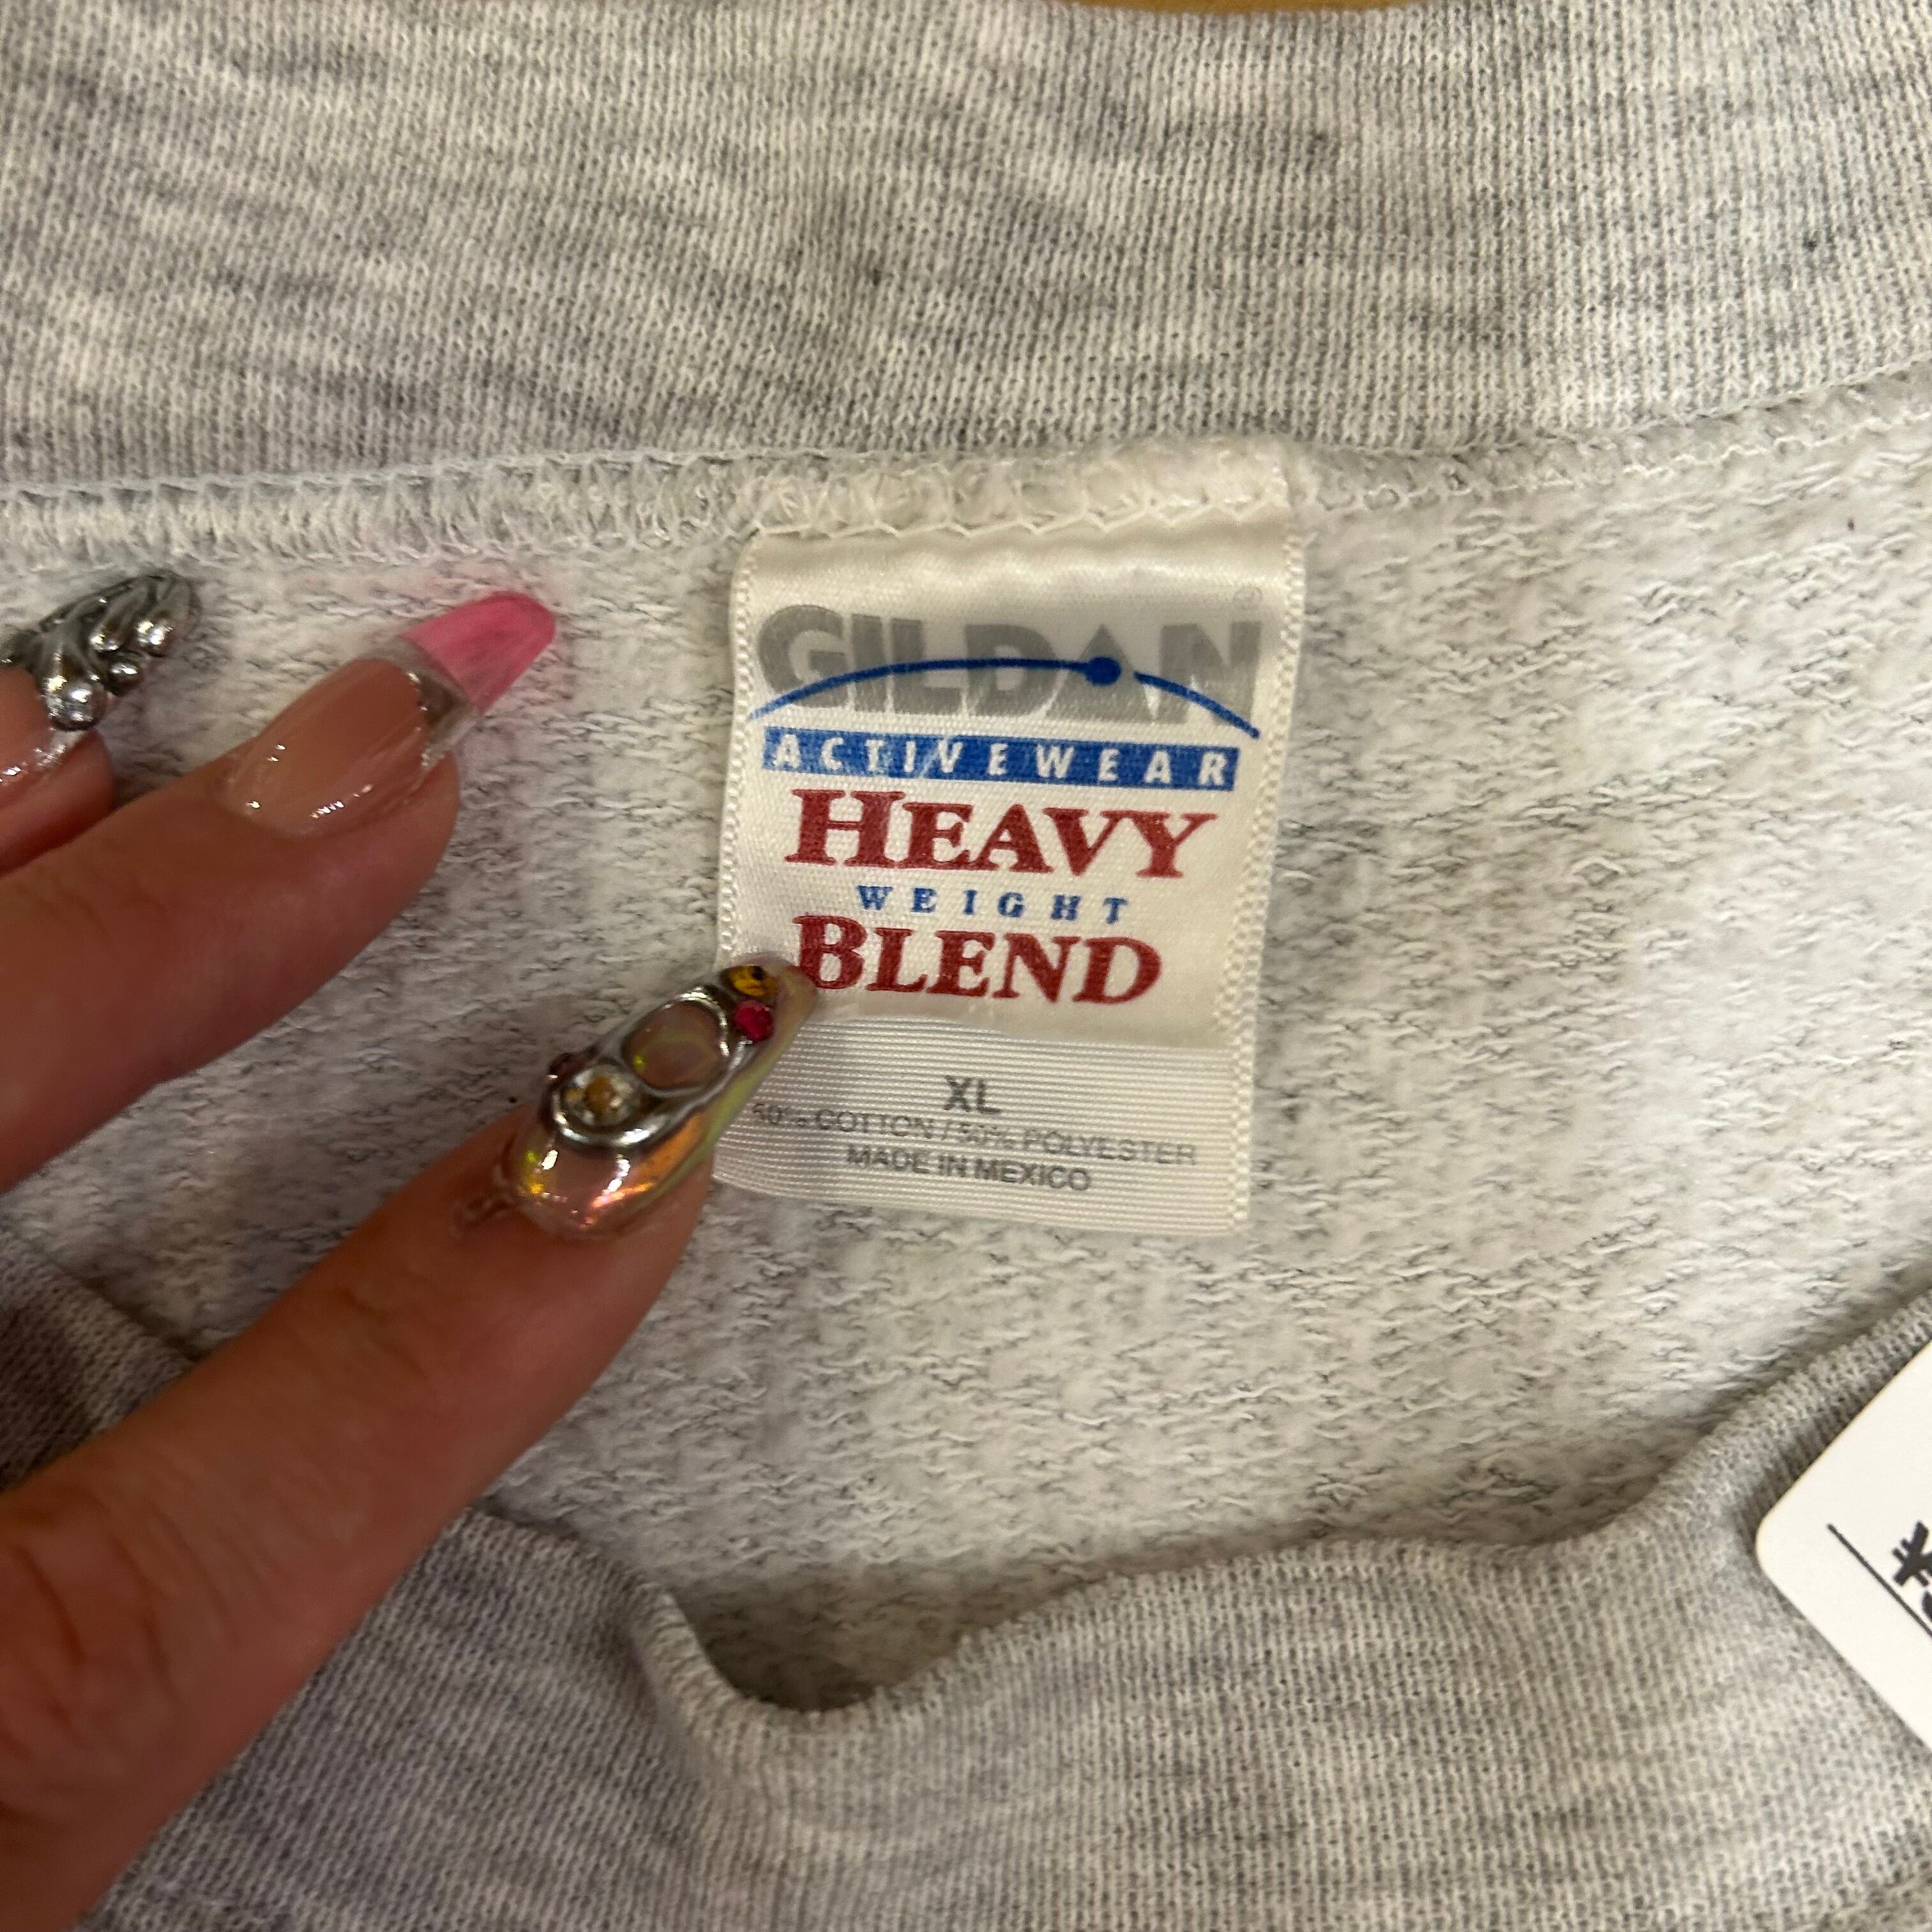 GILDAN®
ACTIVEWEAR
HEAVY
WEIGHT
BLEND
XL
50% COTTON / 50% POLYESTER
MADE IN MEXICO
¥